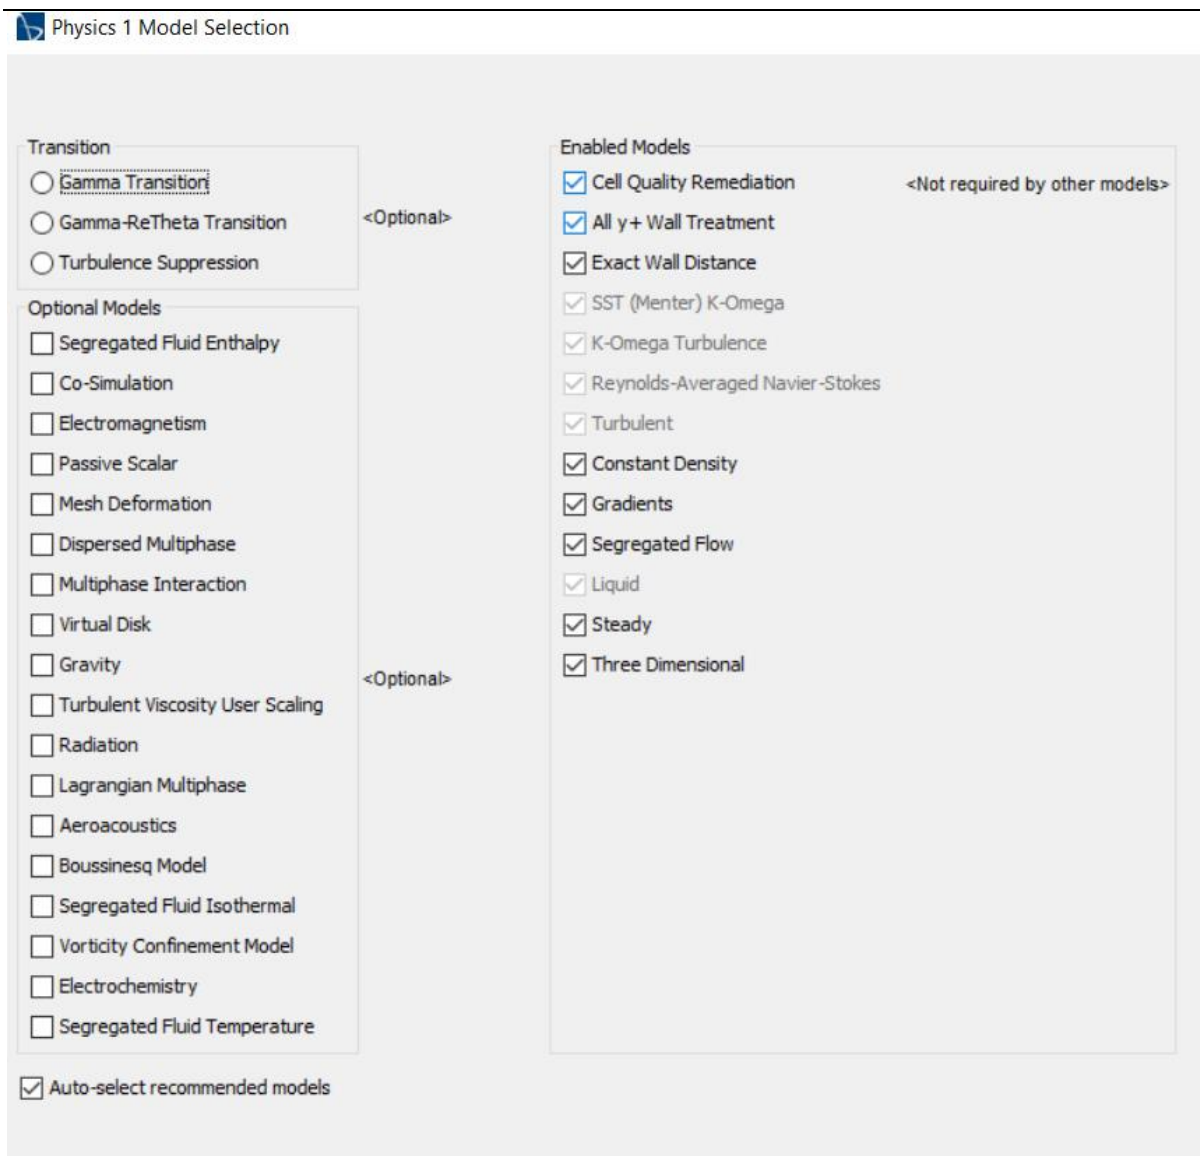 Physics 1 Model Selection
Transition
Gamma Transition
Gamma-ReTheta Transition
Turbulence Suppression
<Optional>
Optional Models
Segregated Fluid Enthalpy
Co-Simulation
Electromagnetism
Passive Scalar
Mesh Deformation
Dispersed Multiphase
Multiphase Interaction
Virtual Disk
Gravity
Turbulent Viscosity User Scaling
Radiation
Lagrangian Multiphase
Aeroacoustics
Boussinesq Model
Segregated Fluid Isothermal
Vorticity Confinement Model
Electrochemistry
Segregated Fluid Temperature
<Optional>
Enabled Models
Cell Quality Remediation <Not required by other models>
All y+ Wall Treatment
Exact Wall Distance
SST (Menter) K-Omega
K-Omega Turbulence
Reynolds-Averaged Navier-Stokes
Turbulent
Constant Density
Gradients
Segregated Flow
Liquid
Steady
Three Dimensional
Auto-select recommended models